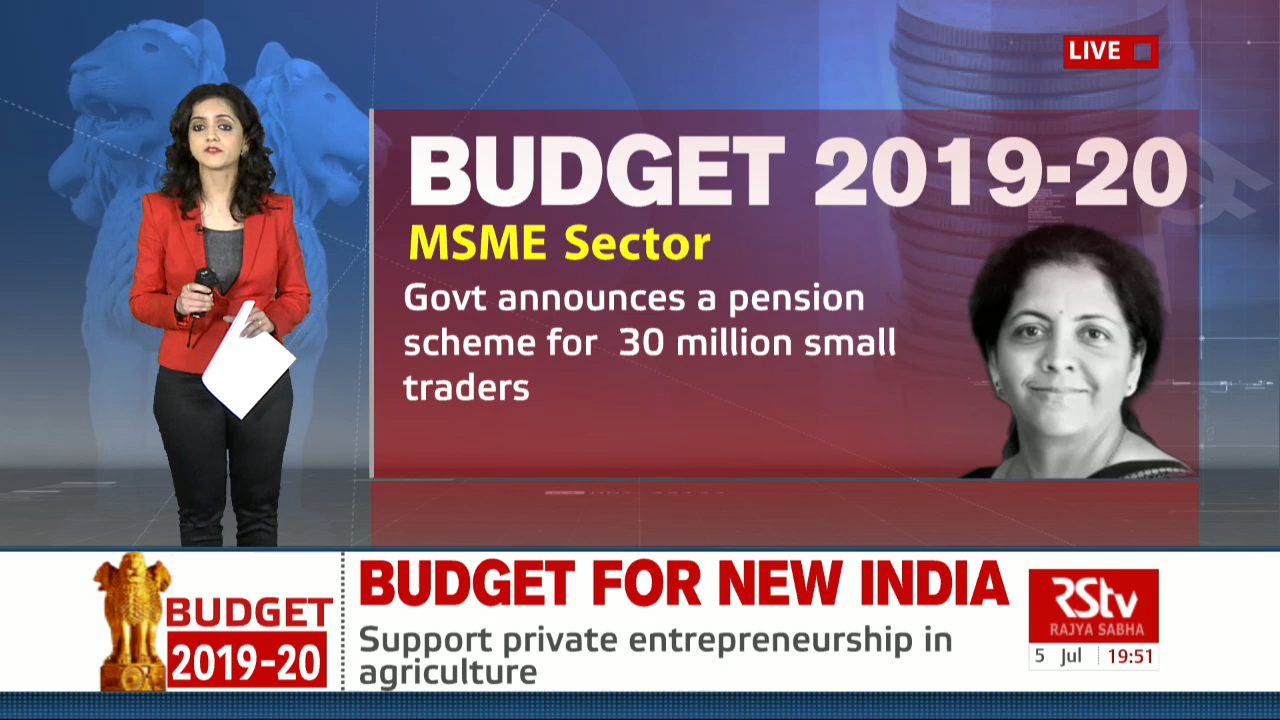 LIVE
BUDGET 2019-20
MSME Sector
Govt announces a pension
scheme for 30 million small
traders
BUDGET
2019-20
BUDGET FOR NEW INDIA
Support private entrepreneurship in
agriculture
RStv
RAJYA SABHA
5 Jul 19:51